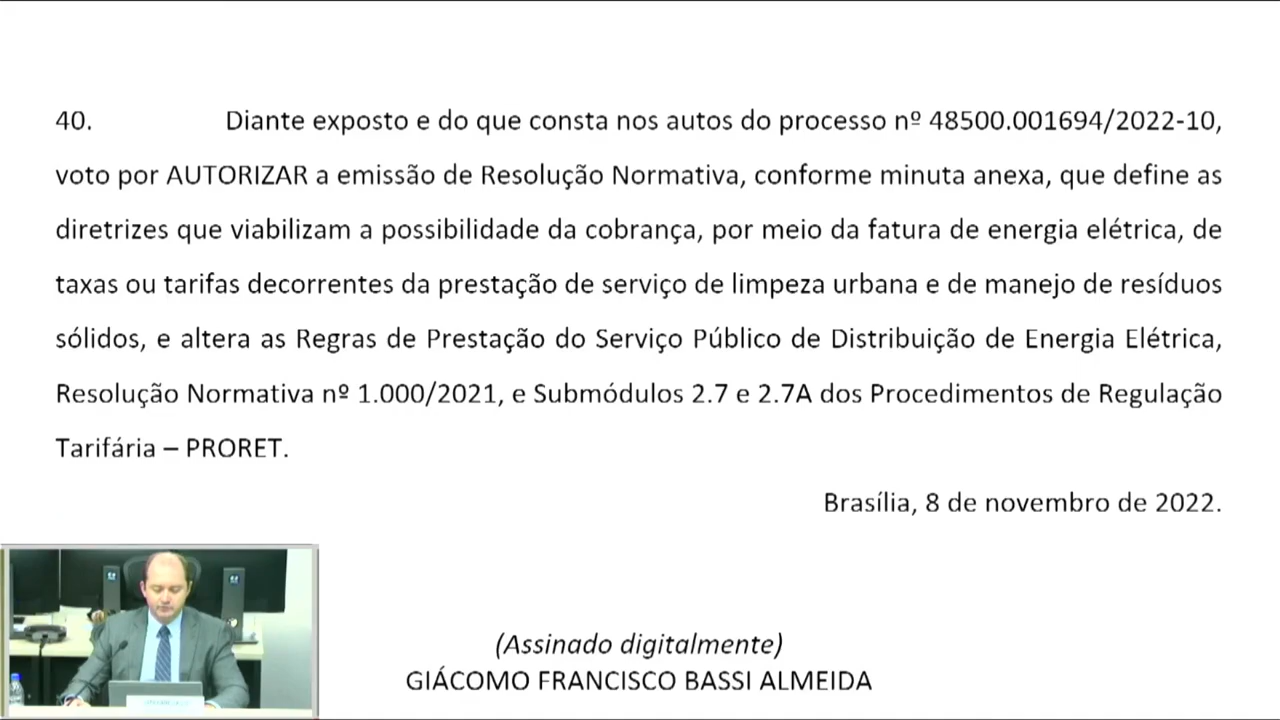 40. Diante exposto e do que consta nos autos do processo nº 48500.001694/2022-10,
voto por AUTORIZAR a emissão de Resolução Normativa, conforme minuta anexa, que define as
diretrizes que viabilizam a possibilidade da cobrança, por meio da fatura de energia elétrica, de
taxas ou tarifas decorrentes da prestação de serviço de limpeza urbana e de manejo de resíduos
sólidos, e altera as Regras de Prestação do Serviço Público de Distribuição de Energia Elétrica,
Resolução Normativa nº 1.000/2021, e Submódulos 2.7 e 2.7A dos Procedimentos de Regulação
Tarifária – PRORET.
Brasília, 8 de novembro de 2022.
(Assinado digitalmente)
GIÁCOMO FRANCISCO BASSI ALMEIDA